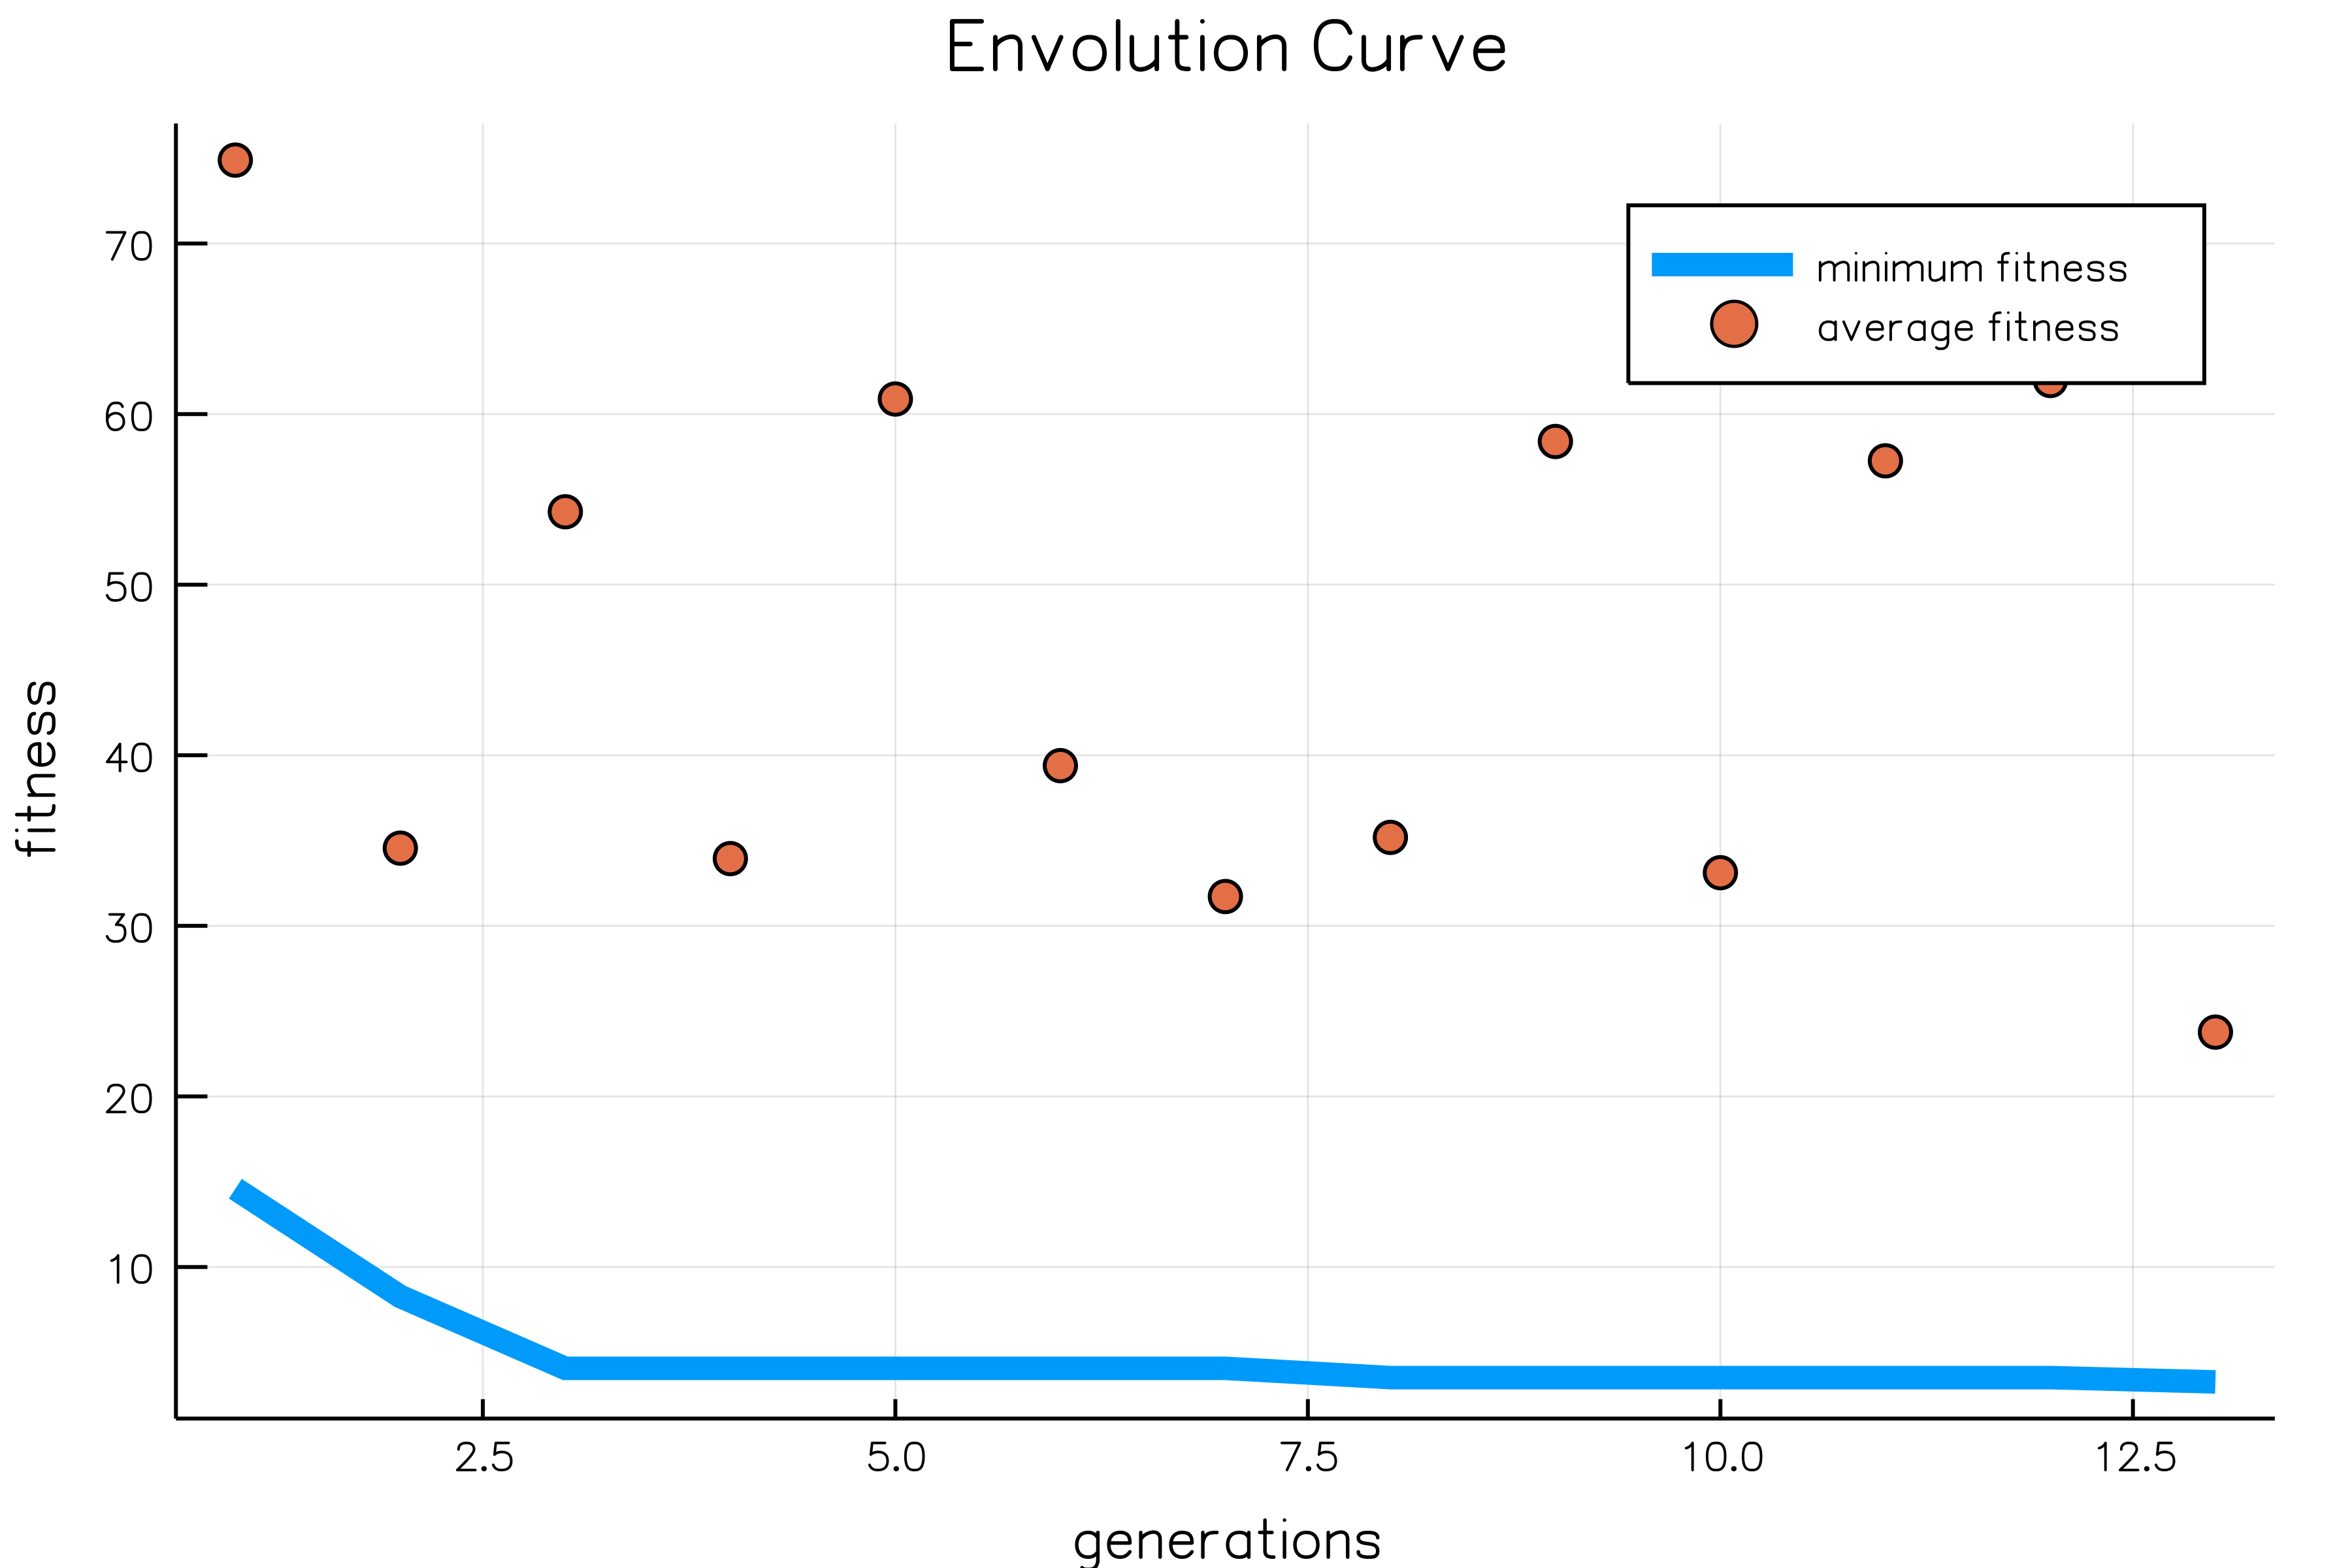 Envolution Curve
minimum fitness
average fitness
70
60
50
40
30
20
10
fitness
2.5 5.0 7.5 10.0 12.5
generations